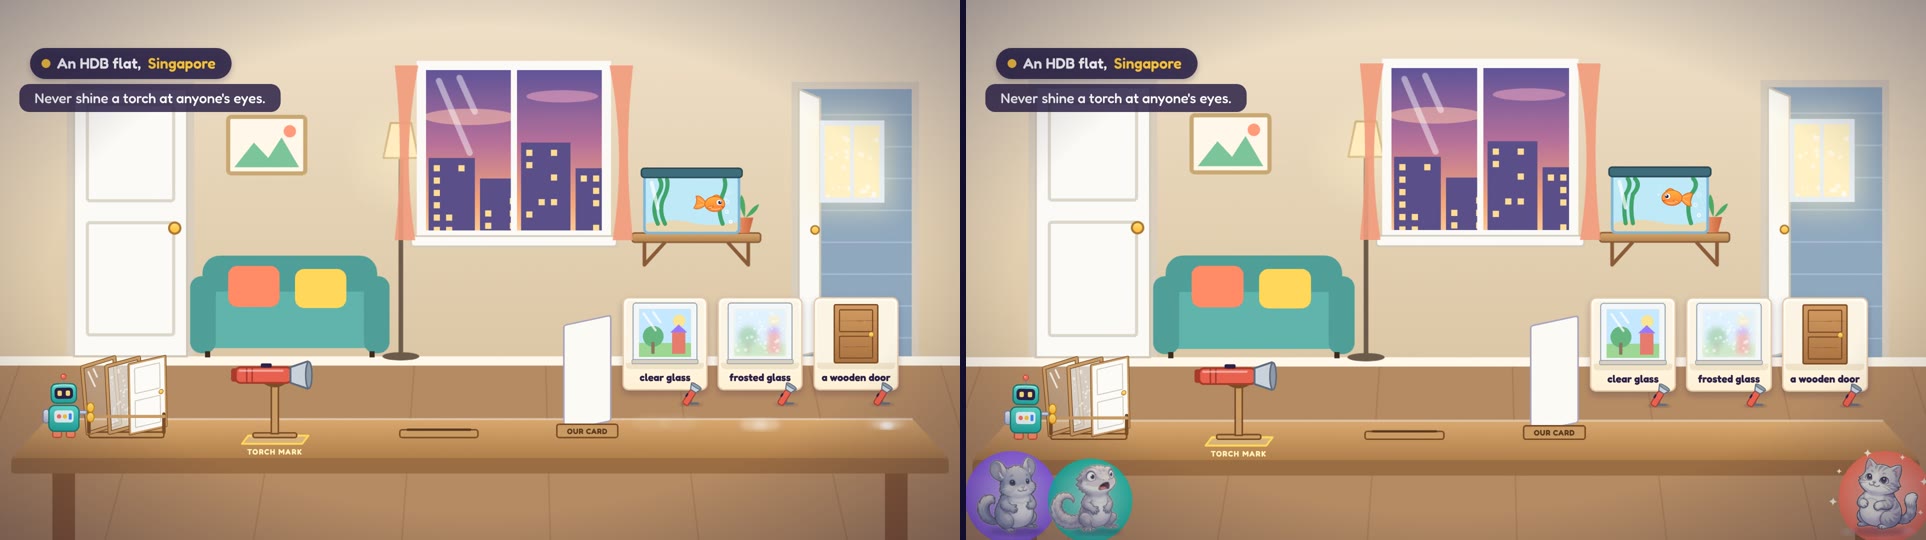 An HDB flat, Singapore
Never shine a torch at anyone's eyes.
clear glass
frosted glass
a wooden door
OUR CARD
TORCH MARK
An HDB flat, Singapore
Never shine a torch at anyone's eyes.
clear glass
frosted glass
a wooden door
OUR CARD
TORCH MARK